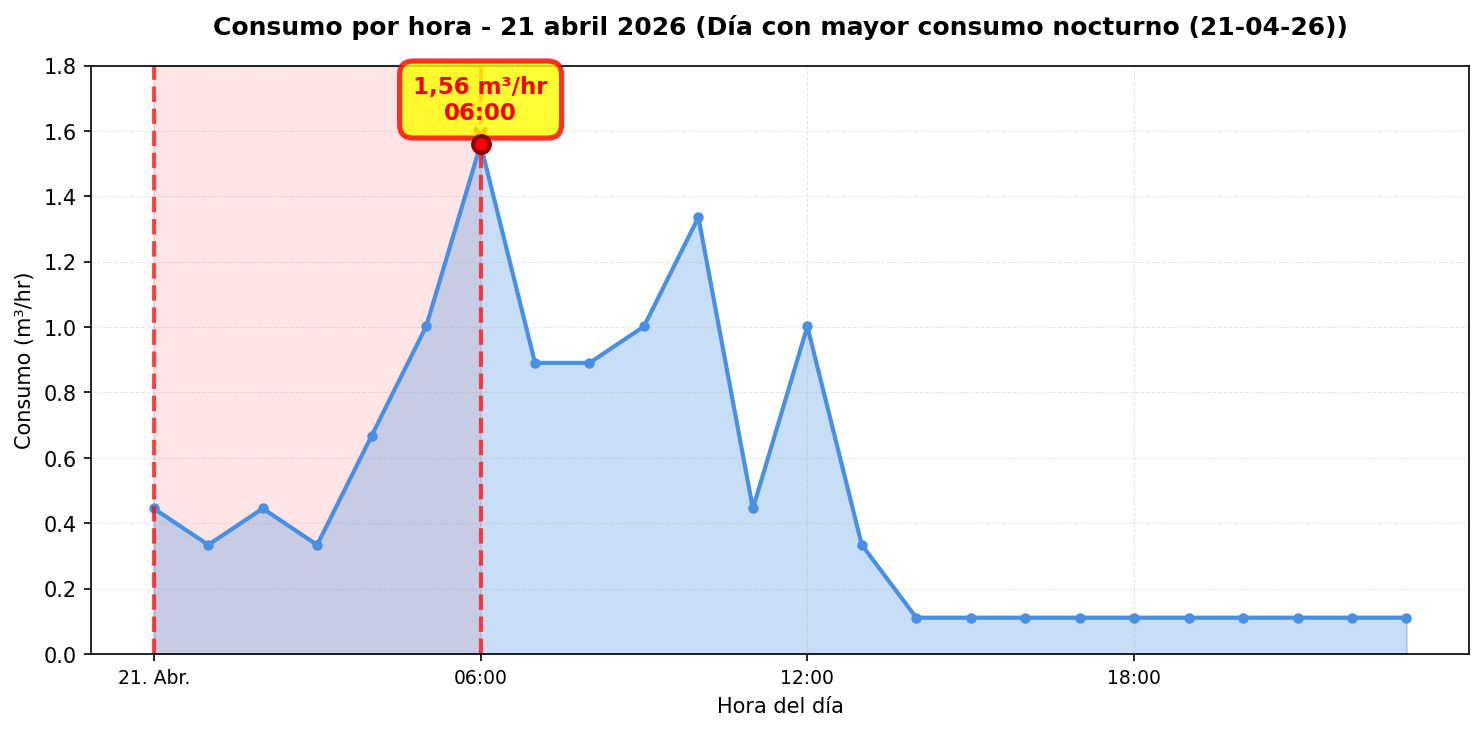 Consumo por hora - 21 abril 2026 (Día con mayor consumo nocturno (21-04-26))
1,56 m³/hr
06:00
Consumo (m³/hr)
1.8
1.6
1.4
1.2
1.0
0.8
0.6
0.4
0.2
0.0
21. Abr.
06:00
12:00
18:00
Hora del día